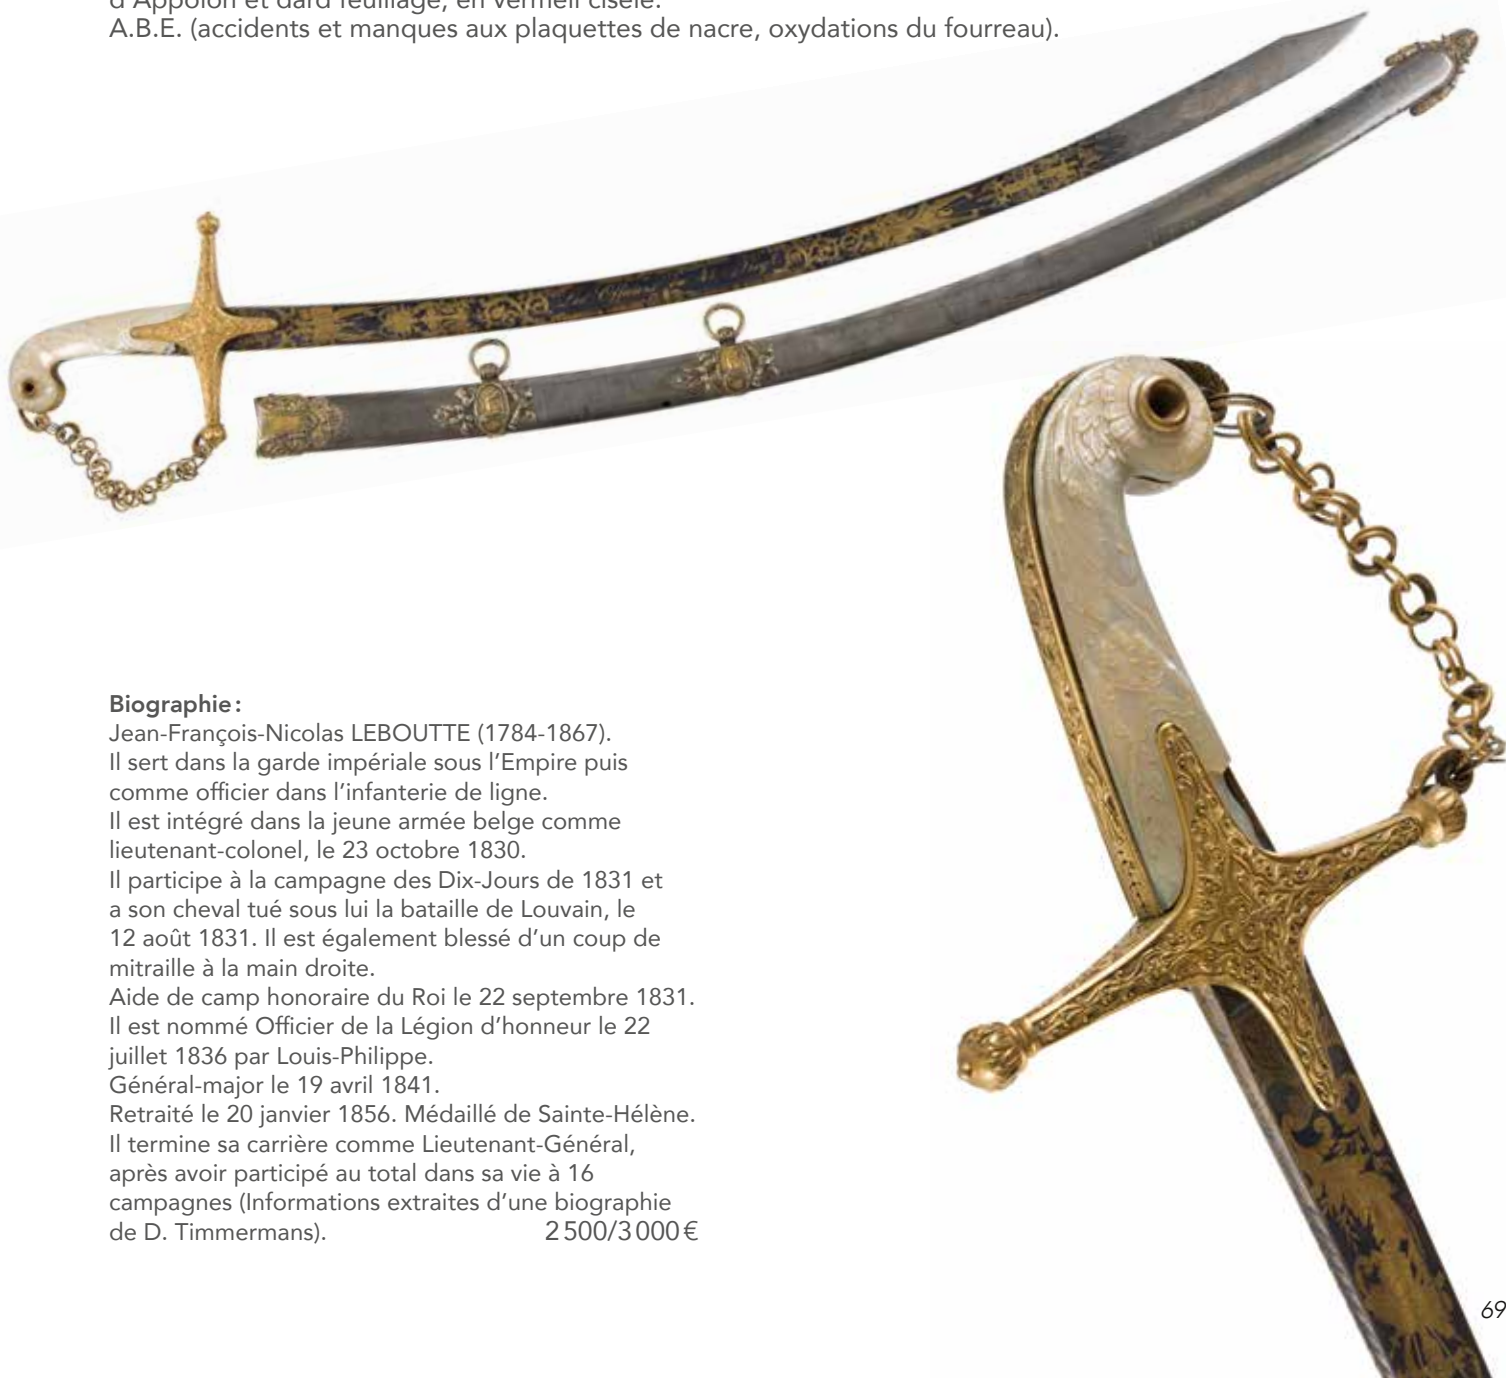 d'Appolon et dard feuillagé, en vermeil ciselé.
A.B.E. (accidents et manques aux plaquettes de nacre, oxydations du fourreau).
Les Officiers
Biographie :
Jean-François-Nicolas LEBOUTTE (1784-1867).
Il sert dans la garde impériale sous l'Empire puis
comme officier dans l'infanterie de ligne.
Il est intégré dans la jeune armée belge comme
lieutenant-colonel, le 23 octobre 1830.
Il participe à la campagne des Dix-Jours de 1831 et
a son cheval tué sous lui la bataille de Louvain, le
12 août 1831. Il est également blessé d'un coup de
mitraille à la main droite.
Aide de camp honoraire du Roi le 22 septembre 1831.
Il est nommé Officier de la Légion d'honneur le 22
juillet 1836 par Louis-Philippe.
Général-major le 19 avril 1841.
Retraité le 20 janvier 1856. Médaillé de Sainte-Hélène.
Il termine sa carrière comme Lieutenant-Général,
après avoir participé au total dans sa vie à 16
campagnes (Informations extraites d'une biographie
de D. Timmermans). 2 500/3 000 €
69